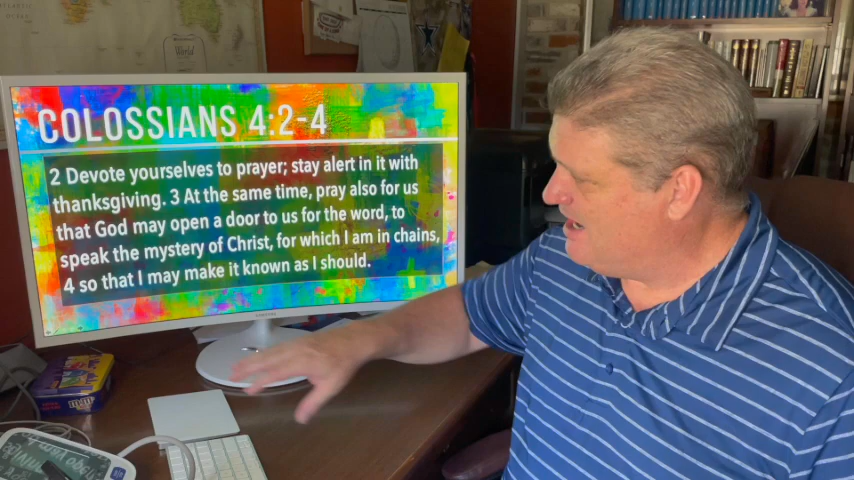 World
COLOSSIANS 4:2-4
2 Devote yourselves to prayer; stay alert in it with
thanksgiving. 3 At the same time, pray also for us
that God may open a door to us for the word, to
speak the mystery of Christ, for which I am in chains,
4 so that I may make it known as I should.
SAMSUNG
m&m's